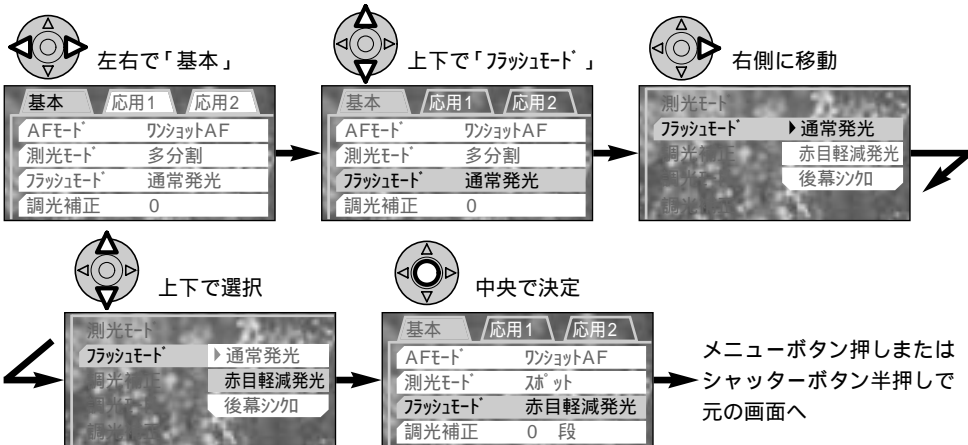 左右で「基本」
基本 応用1 応用2
AFﾓｰﾄﾞ ﾜﾝｼｮｯﾄAF
測光ﾓｰﾄﾞ 多分割
ﾌﾗｯｼｭﾓｰﾄﾞ 通常発光
調光補正 0
上下で「ﾌﾗｯｼｭﾓｰﾄﾞ」
基本 応用1 応用2
AFﾓｰﾄﾞ ﾜﾝｼｮｯﾄAF
測光ﾓｰﾄﾞ 多分割
ﾌﾗｯｼｭﾓｰﾄﾞ 通常発光
調光補正 0
右側に移動
測光ﾓｰﾄﾞ
ﾌﾗｯｼｭﾓｰﾄﾞ 通常発光
調光補正 赤目軽減発光
後幕ｼﾝｸﾛ
上下で選択
測光ﾓｰﾄﾞ
ﾌﾗｯｼｭﾓｰﾄﾞ 通常発光
調光補正 赤目軽減発光
後幕ｼﾝｸﾛ
中央で決定
基本 応用1 応用2
AFﾓｰﾄﾞ ﾜﾝｼｮｯﾄAF
測光ﾓｰﾄﾞ ｽﾎﾟｯﾄ
ﾌﾗｯｼｭﾓｰﾄﾞ 赤目軽減発光
調光補正 0 段
メニューボタン押しまたは
シャッターボタン半押しで
元の画面へ